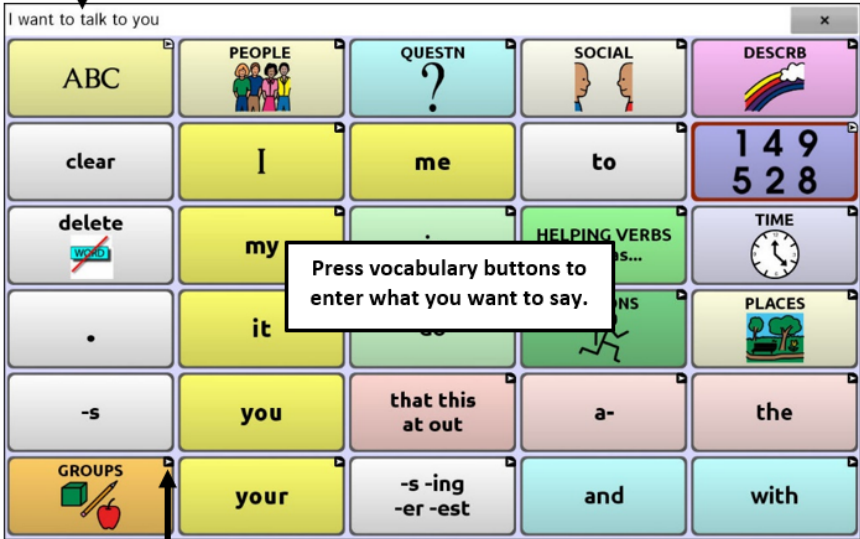 I want to talk to you ×
ABC PEOPLE QUESTN ? SOCIAL DESCRB
clear I me to 1 4 9
5 2 8
delete
WORD
my HELPING VERBS TIME
Press vocabulary buttons to
enter what you want to say.
. it PLACES
-s you that this
at out
a- the
GROUPS your -s -ing
-er -est
and with